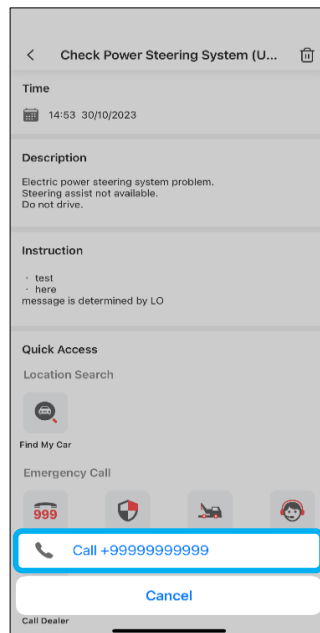 Check Power Steering System (U...
Time
14:53 30/10/2023
Description
Electric power steering system problem.
Steering assist not available.
Do not drive.
Instruction
· test
· here
message is determined by LO
Quick Access
Location Search
Find My Car
Emergency Call
999
Call +99999999999
Cancel
Call Dealer